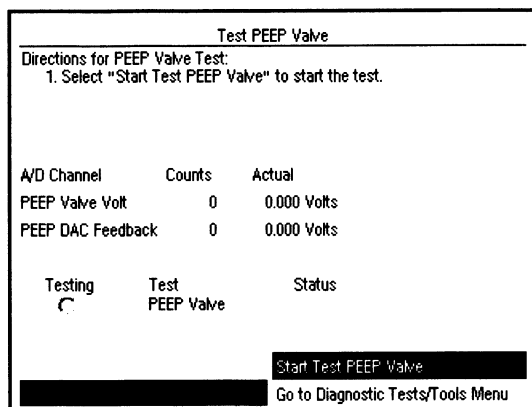 Test PEEP Valve
Directions for PEEP Valve Test:
1. Select "Start Test PEEP Valve" to start the test.
A/D Channel Counts Actual
PEEP Valve Volt 0 0.000 Volts
PEEP DAC Feedback 0 0.000 Volts
Testing Test Status
PEEP Valve
Start Test PEEP Valve
Go to Diagnostic Tests/Tools Menu